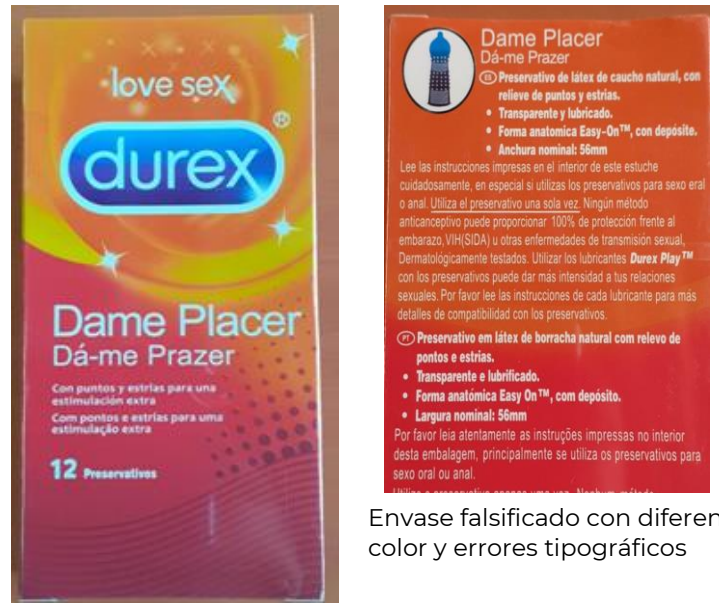 love sex
durex®
Dame Placer
Dá-me Prazer
Con puntos y estrías para una
estimulación extra
Com pontos e estrias para uma
estimulação extra
12 Preservativos
Dame Placer
Dá-me Prazer
ES Preservativo de látex de caucho natural, con
relieve de puntos y estrias.
• Transparente y lubricado.
• Forma anatomica Easy-On™, con depósite.
• Anchura nominal: 56mm
Lee las instrucciones impresas en el interior de este estuche
cuidadosamente, en especial si utilizas los preservativos para sexo eral
o anal. Utiliza el preservativo una sola vez. Ningún método
anticanceptivo puede proporcionar 100% de protección frente al
embarazo, VIH(SIDA) u otras enfermedades de transmisión sexual,
Dermatológicamente testados. Utilizar los lubricantes Durex Play™
con los preservativos puede dar más intensidad a tus relaciones
sexuales. Por favor lee las instrucciones de cada lubricante para más
detalles de compatibilidad con los preservativos.
PT Preservativo em látex de borracha natural com relevo de
pontos e estrias.
• Transparente e lubrificado.
• Forma anatómica Easy On™, com depósito.
• Largura nominal: 56mm
Por favor leia atentamente as instruções impressas no interior
desta embalagem, principalmente se utiliza os preservativos para
sexo oral ou anal.
Envase falsificado con diferen
color y errores tipográficos